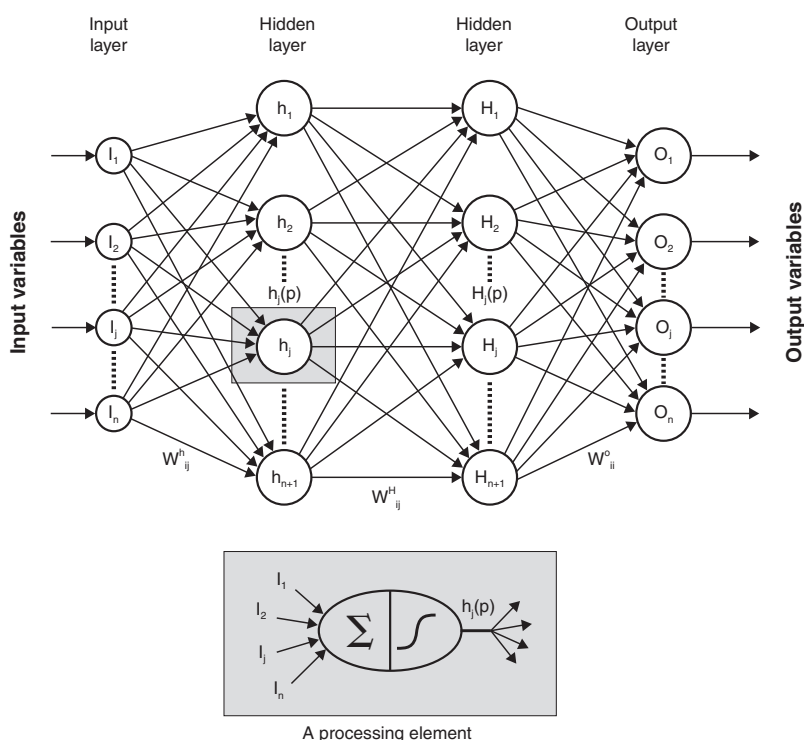 Input
layer
Hidden
layer
Hidden
layer
Output
layer
Input variables
Output variables
I₁
I₂
Iⱼ
Iₙ
h₁
h₂
hⱼ(p)
hⱼ
hₙ₊₁
H₁
H₂
Hⱼ(p)
Hⱼ
Hₙ₊₁
O₁
O₂
Oⱼ
Oₙ
Wʰᵢⱼ
Wᴴᵢⱼ
Wᵒᵢᵢ
I₁
I₂
Iⱼ
Iₙ
Σ
hⱼ(p)
A processing element